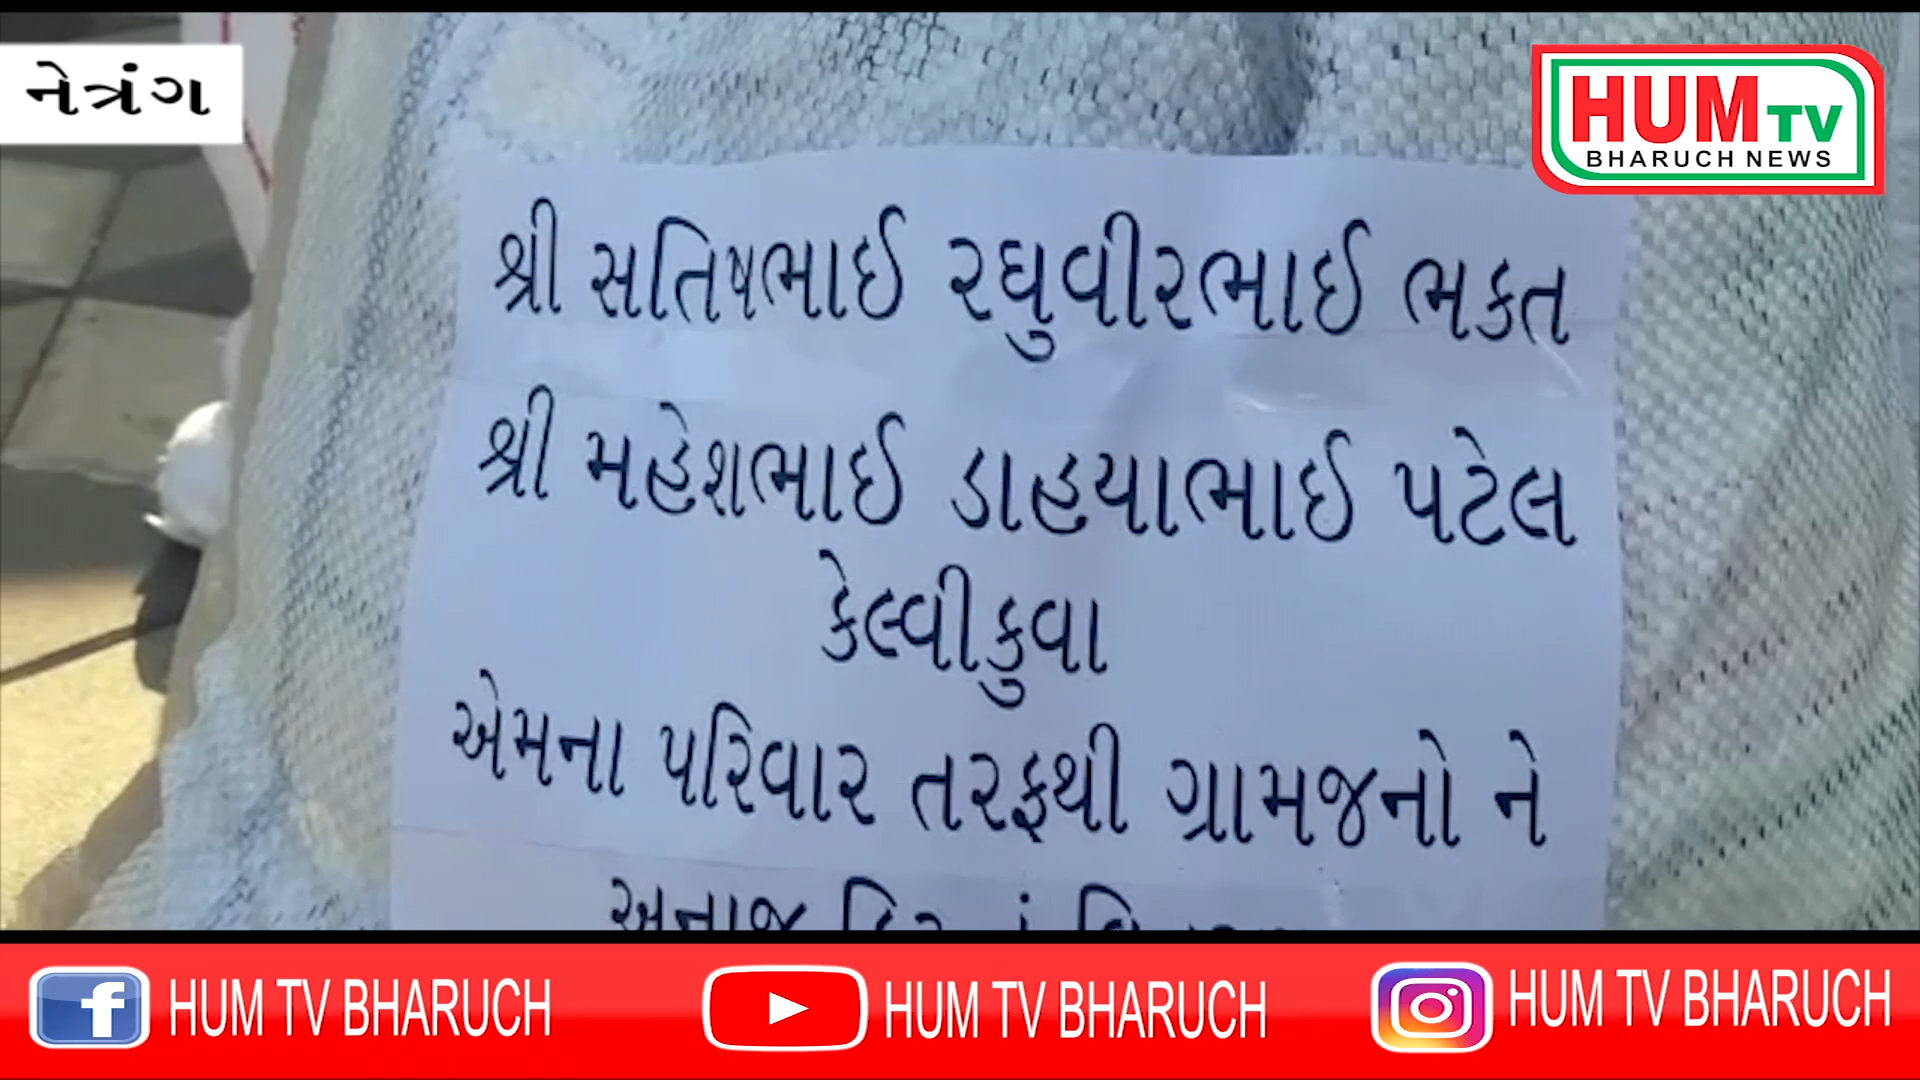 નેત્રંગ
HUM TV
BHARUCH NEWS
શ્રી સતિષભાઈ રઘુવીરભાઈ ભકત
શ્રી મહેશભાઈ ડાહયાભાઈ પટેલ
કેલ્વીકુવા
એમના પરિવાર તરફથી ગ્રામજનો ને
અનાજ
HUM TV BHARUCH
HUM TV BHARUCH
HUM TV BHARUCH